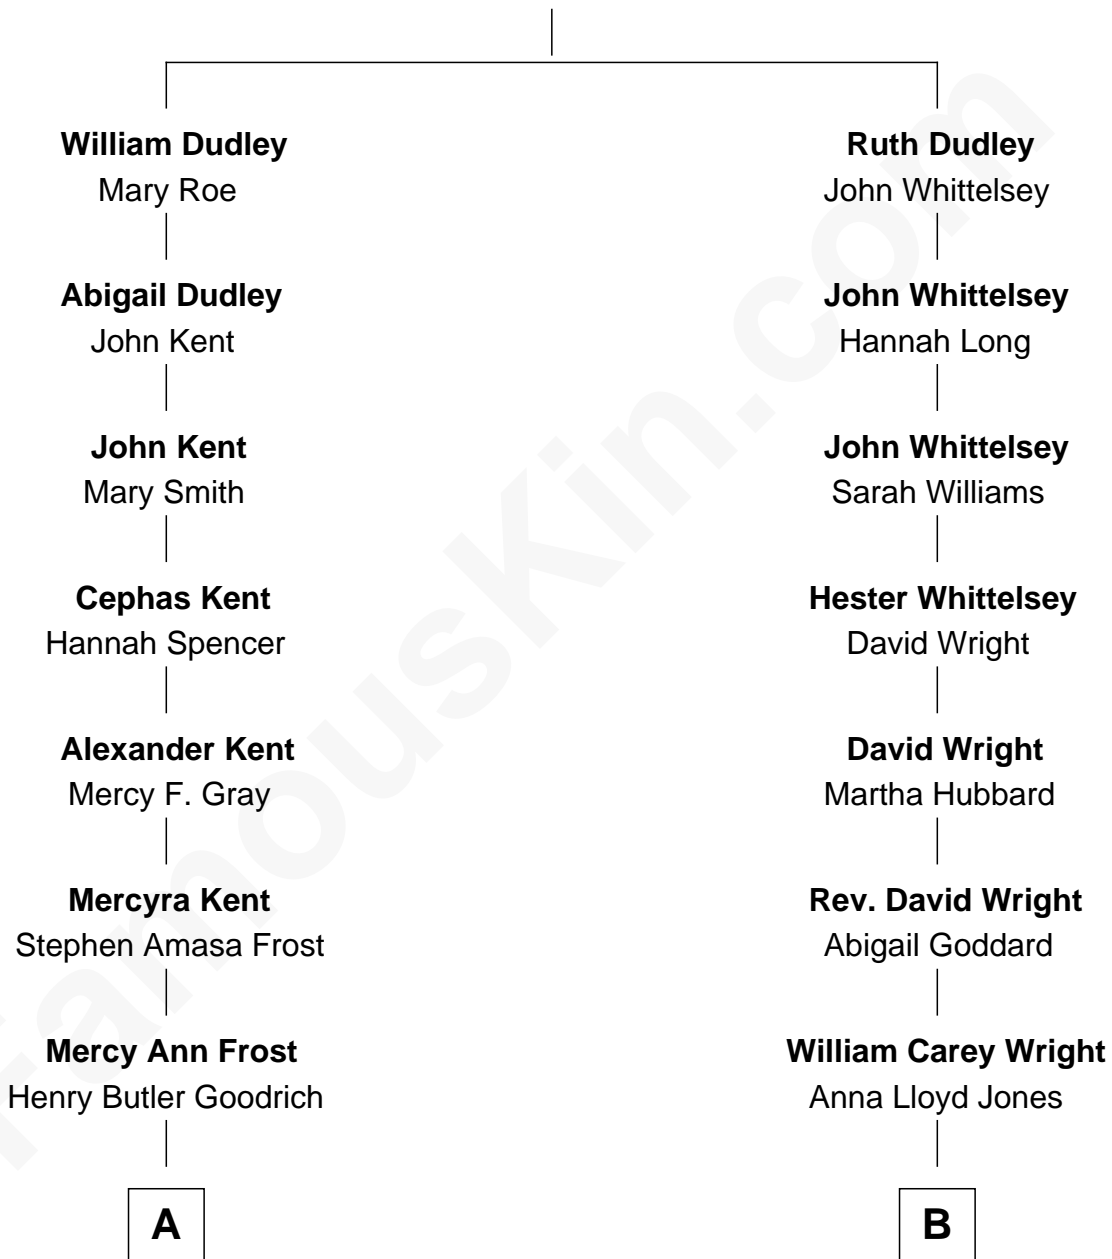 William Dudley
Mary Roe
Abigail Dudley
John Kent
John Kent
Mary Smith
Cephas Kent
Hannah Spencer
Alexander Kent
Mercy F. Gray
Mercyra Kent
Stephen Amasa Frost
Mercy Ann Frost
Henry Butler Goodrich
A
Ruth Dudley
John Whittelsey
John Whittelsey
Hannah Long
John Whittelsey
Sarah Williams
Hester Whittelsey
David Wright
David Wright
Martha Hubbard
Rev. David Wright
Abigail Goddard
William Carey Wright
Anna Lloyd Jones
B
FamousKin.com